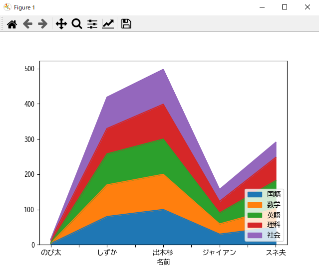 Figure 1
500
400
300
200
100
0
のび太 しずか 出木杉 ジャイアン スネ夫
名前
国語
数学
英語
理科
社会